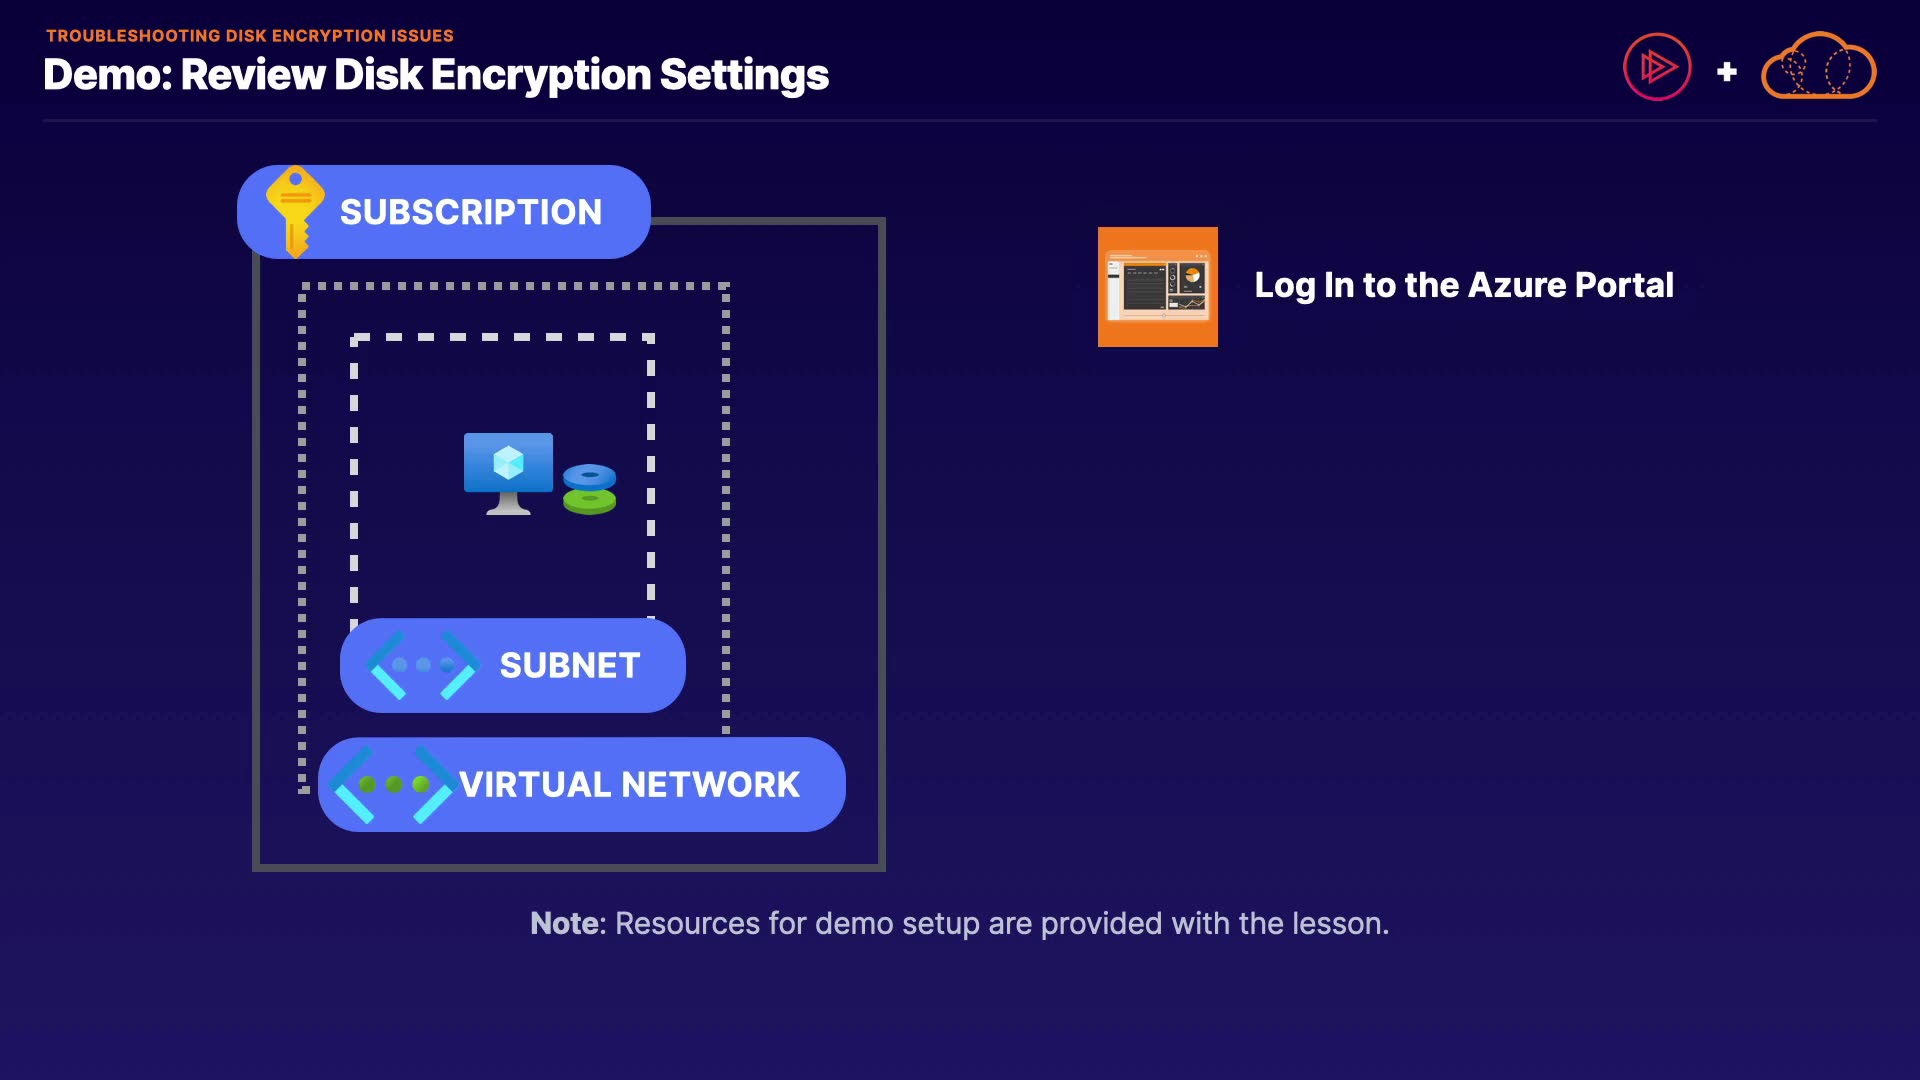 TROUBLESHOOTING DISK ENCRYPTION ISSUES
Demo: Review Disk Encryption Settings
SUBSCRIPTION
Log In to the Azure Portal
SUBNET
VIRTUAL NETWORK
Note: Resources for demo setup are provided with the lesson.